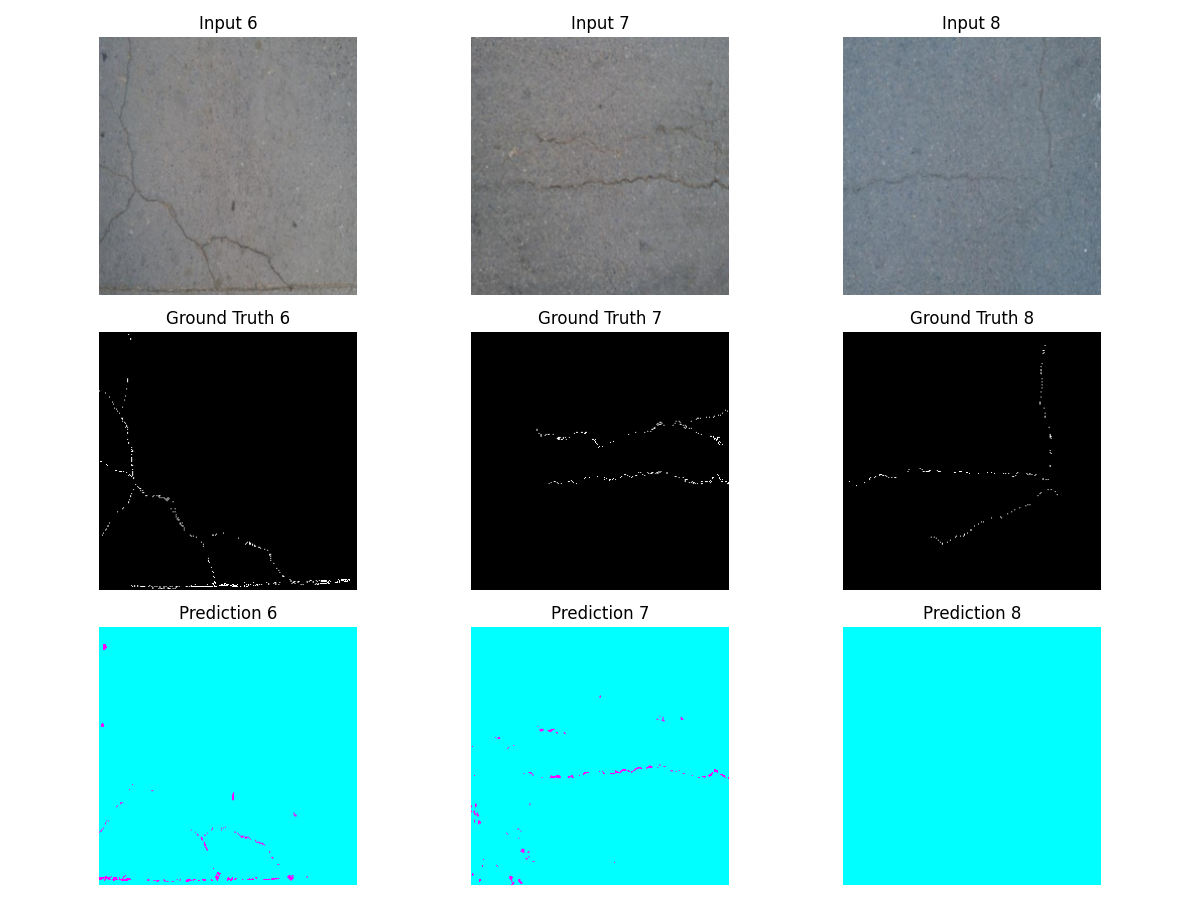 Input 6
Input 7
Input 8
Ground Truth 6
Ground Truth 7
Ground Truth 8
Prediction 6
Prediction 7
Prediction 8